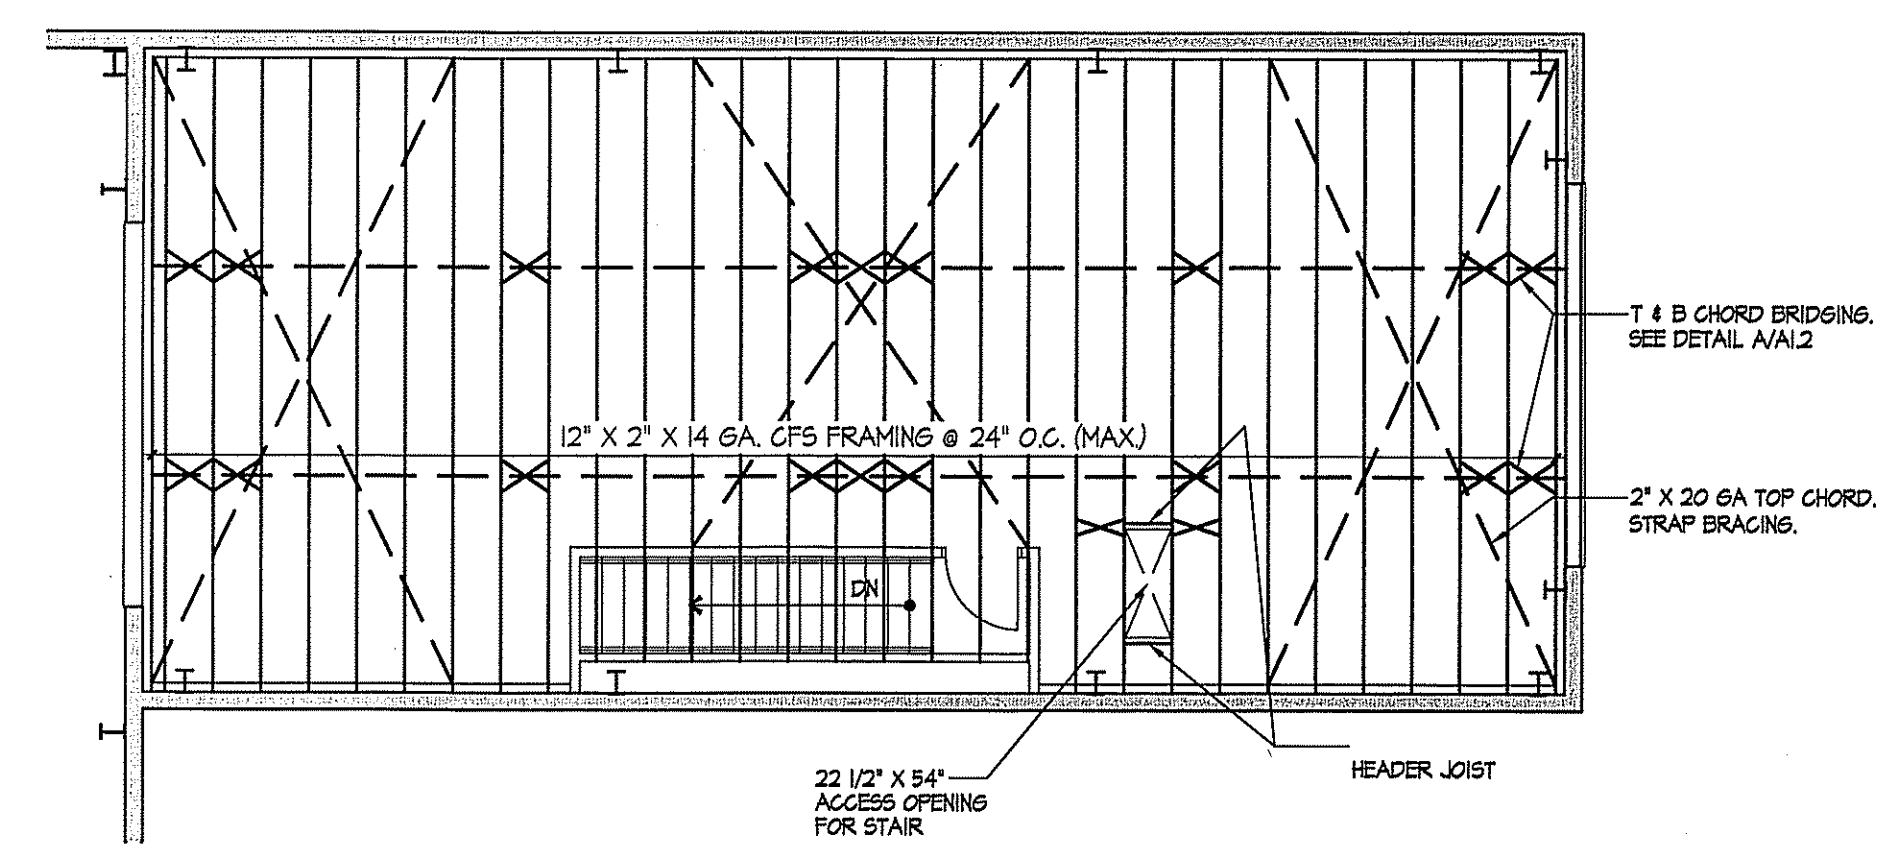 T & B CHORD BRIDGING.
SEE DETAIL A/A1.2
12" X 2" X 14 GA. CFS FRAMING @ 24" O.C. (MAX.)
2" X 20 GA TOP CHORD.
STRAP BRACING.
DN
22 1/2" X 54"
ACCESS OPENING
FOR STAIR
HEADER JOIST